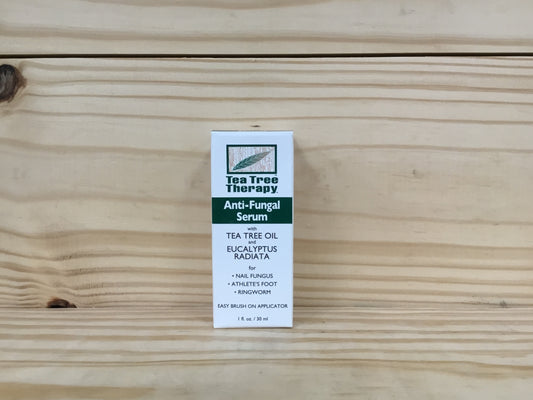 Tea Tree
Therapy
Anti-Fungal
Serum
with
TEA TREE OIL
and
EUCALYPTUS
RADIATA
for
• NAIL FUNGUS
• ATHLETE'S FOOT
• RINGWORM
EASY BRUSH ON APPLICATOR
1 fl. oz. / 30 ml